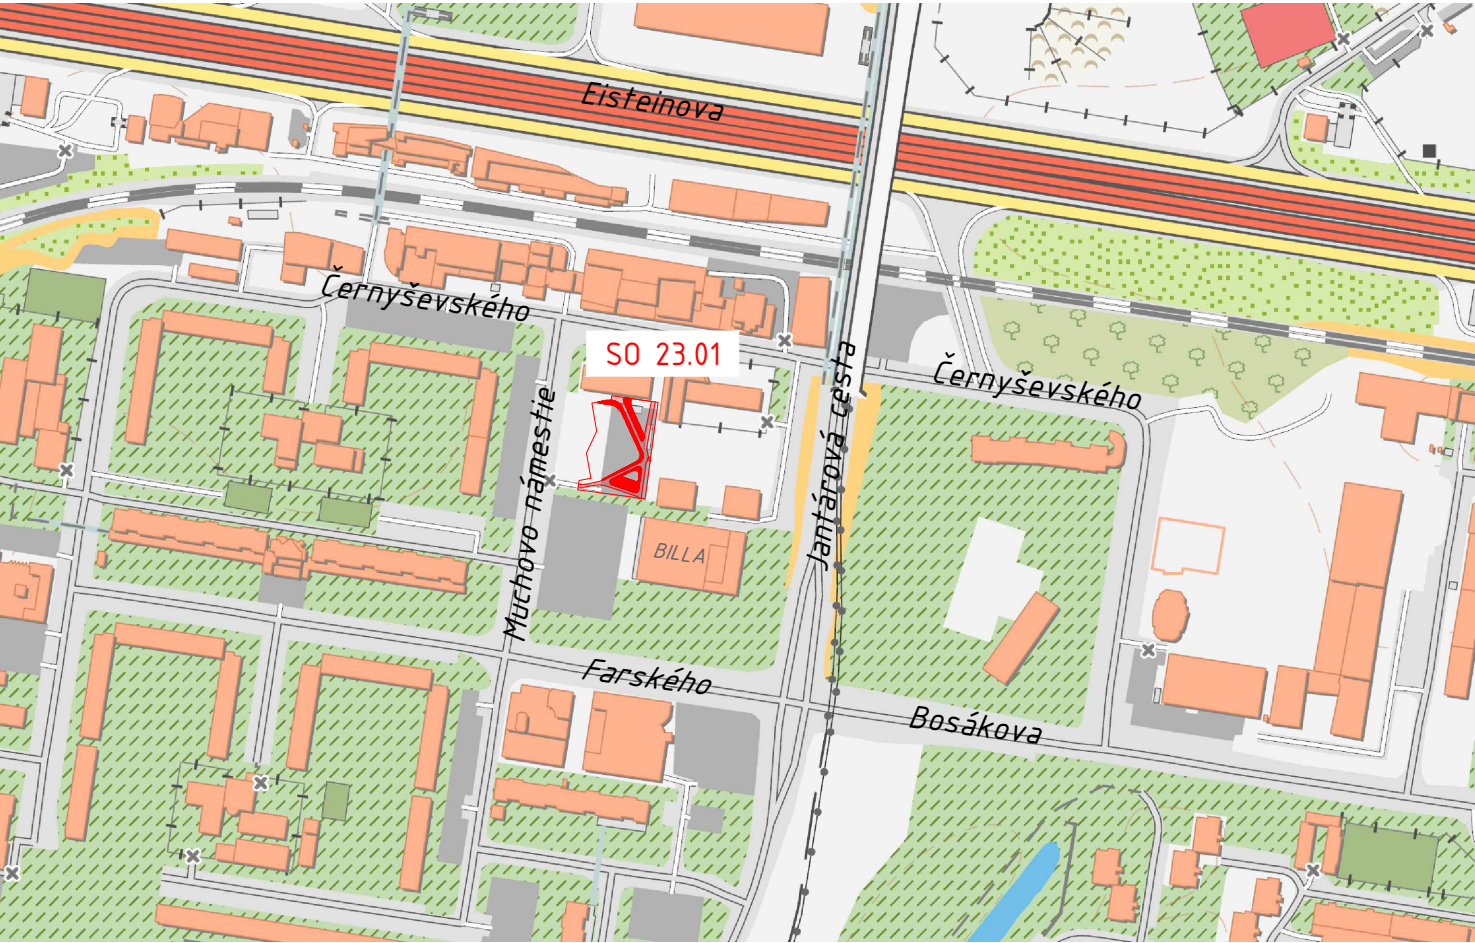 Eisteinova
Černyševského
SO 23.01
Černyševského
Muchovo námestie
Jantárová cesta
BILLA
Farského
Bosákova